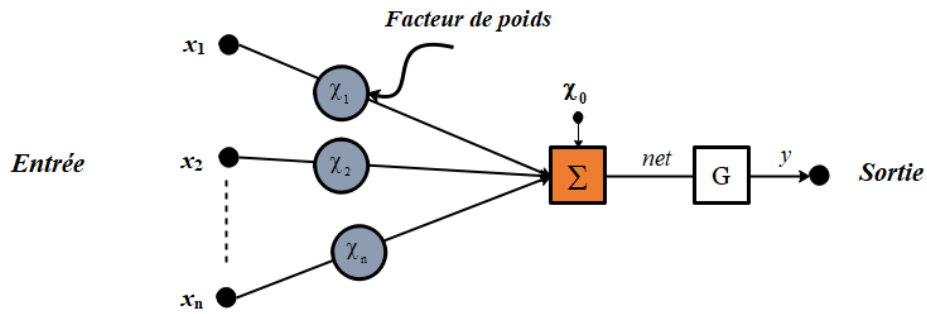 Facteur de poids
x1
χ1
χ0
Entrée
x2
χ2
Σ
net
G
y
Sortie
χn
xn